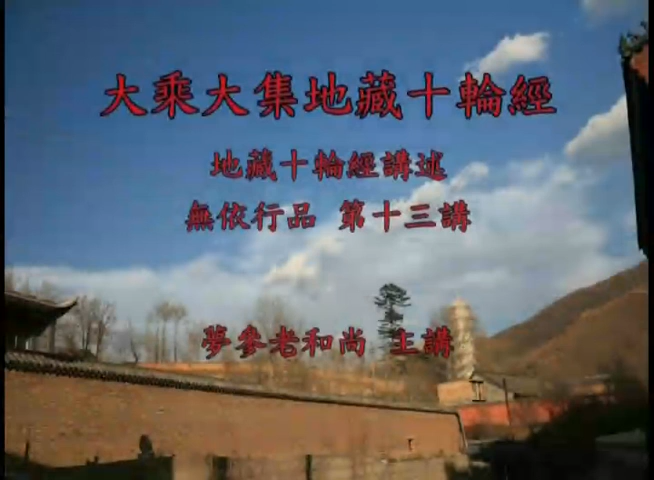 大乘大集地藏十輪經
地藏十輪經講述
無依行品 第十三講
夢參老和尚 主講